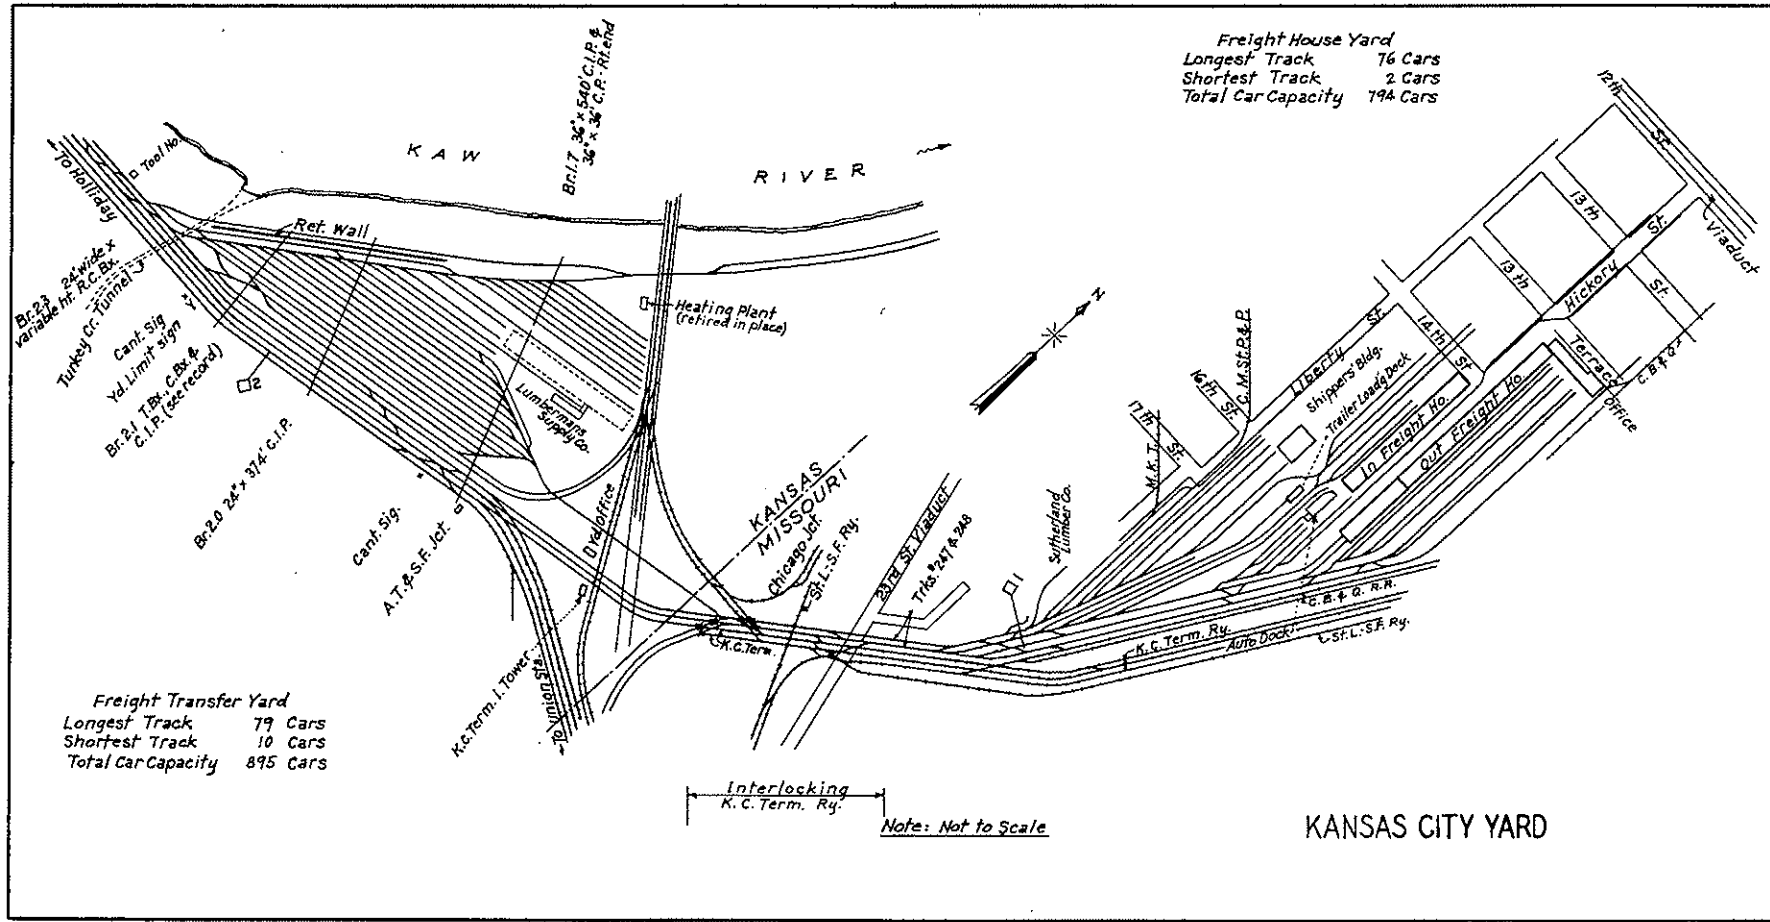 Freight House Yard
Longest Track 76 Cars
Shortest Track 2 Cars
Total Car Capacity 794 Cars
KAW
RIVER
To Holliday
Tool Ho.
Ret. Wall
Br.1.7 36" x 540' C.I.P. &
36" x 36' C.P.-Rt.end
Br.2.3 24' wide x
variable ht. R.C.Bx.
Turkey Cr. Tunnel
Cant. Sig
Yd. Limit sign
Br.2.1 T.Bx., C.Bx. &
C.I.P. (see record)
2
Br.2.0 24" x 374' C.I.P.
Cant. Sig.
A.T.&S.F. Jct.
Heating Plant
(retired in place)
Lumbermans
Supply Co.
Yd. office
K.C. Term. I. Tower
To Union Sta.
KANSAS
MISSOURI
Chicago Jct.
St.L.-S.F. Ry.
K.C. Term.
23rd St. Viaduct
Trks. #247 & 248
1
Sutherland
Lumber Co.
M.K.T.
17th St.
16th St.
C.M.St.P.&P.
Liberty St.
Shippers' Bldg.
Trailer Load'g Dock
In Freight Ho.
Out Freight Ho.
14th St
13th
13th St.
12th St.
Hickory St.
Viaduct
Terrace
Office
C.B.&Q.
C.B.& Q. R.R.
K.C. Term. Ry.
Auto Dock
St.L.-S.F. Ry.
N
Freight Transfer Yard
Longest Track 79 Cars
Shortest Track 10 Cars
Total Car Capacity 895 Cars
Interlocking
K.C. Term. Ry.
Note: Not to Scale
KANSAS CITY YARD